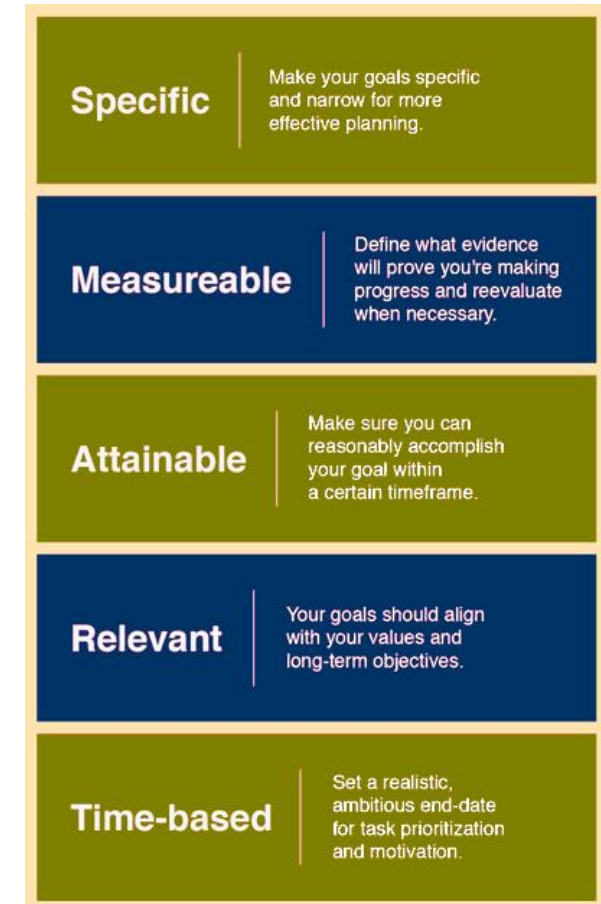 Specific
Make your goals specific
and narrow for more
effective planning.
Measureable
Define what evidence
will prove you're making
progress and reevaluate
when necessary.
Attainable
Make sure you can
reasonably accomplish
your goal within
a certain timeframe.
Relevant
Your goals should align
with your values and
long-term objectives.
Time-based
Set a realistic,
ambitious end-date
for task prioritization
and motivation.